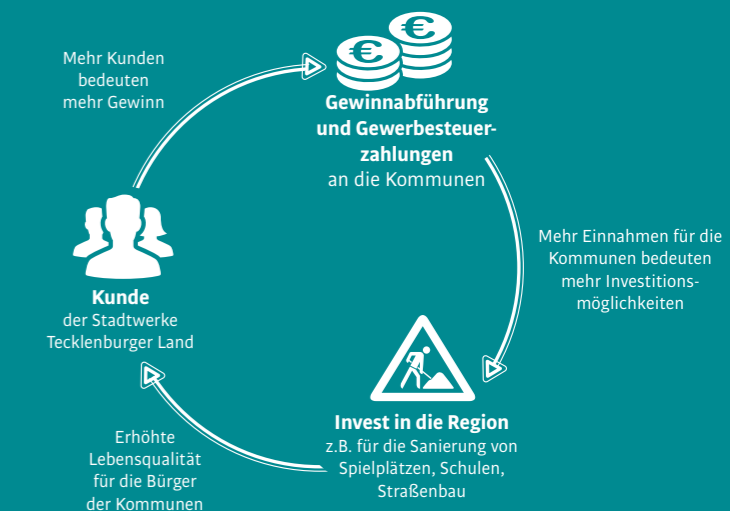 Mehr Kunden
bedeuten
mehr Gewinn
€
€
Gewinnabführung
und Gewerbesteuer-
zahlungen
an die Kommunen
Mehr Einnahmen für die
Kommunen bedeuten
mehr Investitions-
möglichkeiten
Kunde
der Stadtwerke
Tecklenburger Land
Invest in die Region
z.B. für die Sanierung von
Spielplätzen, Schulen,
Straßenbau
Erhöhte
Lebensqualität
für die Bürger
der Kommunen